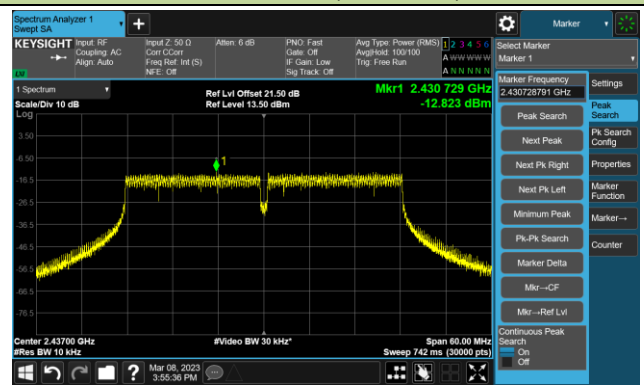 Spectrum Analyzer 1
Swept SA
+
Marker
KEYSIGHT
Input: RF
Coupling: AC
Align: Auto
Input Z: 50 Ω
Corr CCorr
Freq Ref: Int (S)
NFE: Off
Atten: 6 dB
PNO: Fast
Gate: Off
IF Gain: Low
Sig Track: Off
Avg Type: Power (RMS)
Avg|Hold: 100/100
Trig: Free Run
1 2 3 4 5 6
A W W W W W
A N N N N N
LXI
Select Marker
Marker 1
1 Spectrum
Scale/Div 10 dB
Log
Ref Lvl Offset 21.50 dB
Ref Level 13.50 dBm
Mkr1 2.430 729 GHz
-12.823 dBm
3.50
-6.50
-16.5
-26.5
-36.5
-46.5
-56.5
-66.5
-76.5
1
Center 2.43700 GHz
#Res BW 10 kHz
#Video BW 30 kHz*
Span 60.00 MHz
Sweep 742 ms (30000 pts)
Marker Frequency
2.430728791 GHz
Peak Search
Next Peak
Next Pk Right
Next Pk Left
Minimum Peak
Pk-Pk Search
Marker Delta
Mkr→CF
Mkr→Ref Lvl
Continuous Peak
Search
On
Off
Settings
Peak
Search
Pk Search
Config
Properties
Marker
Function
Marker→
Counter
?
Mar 08, 2023
3:55:36 PM